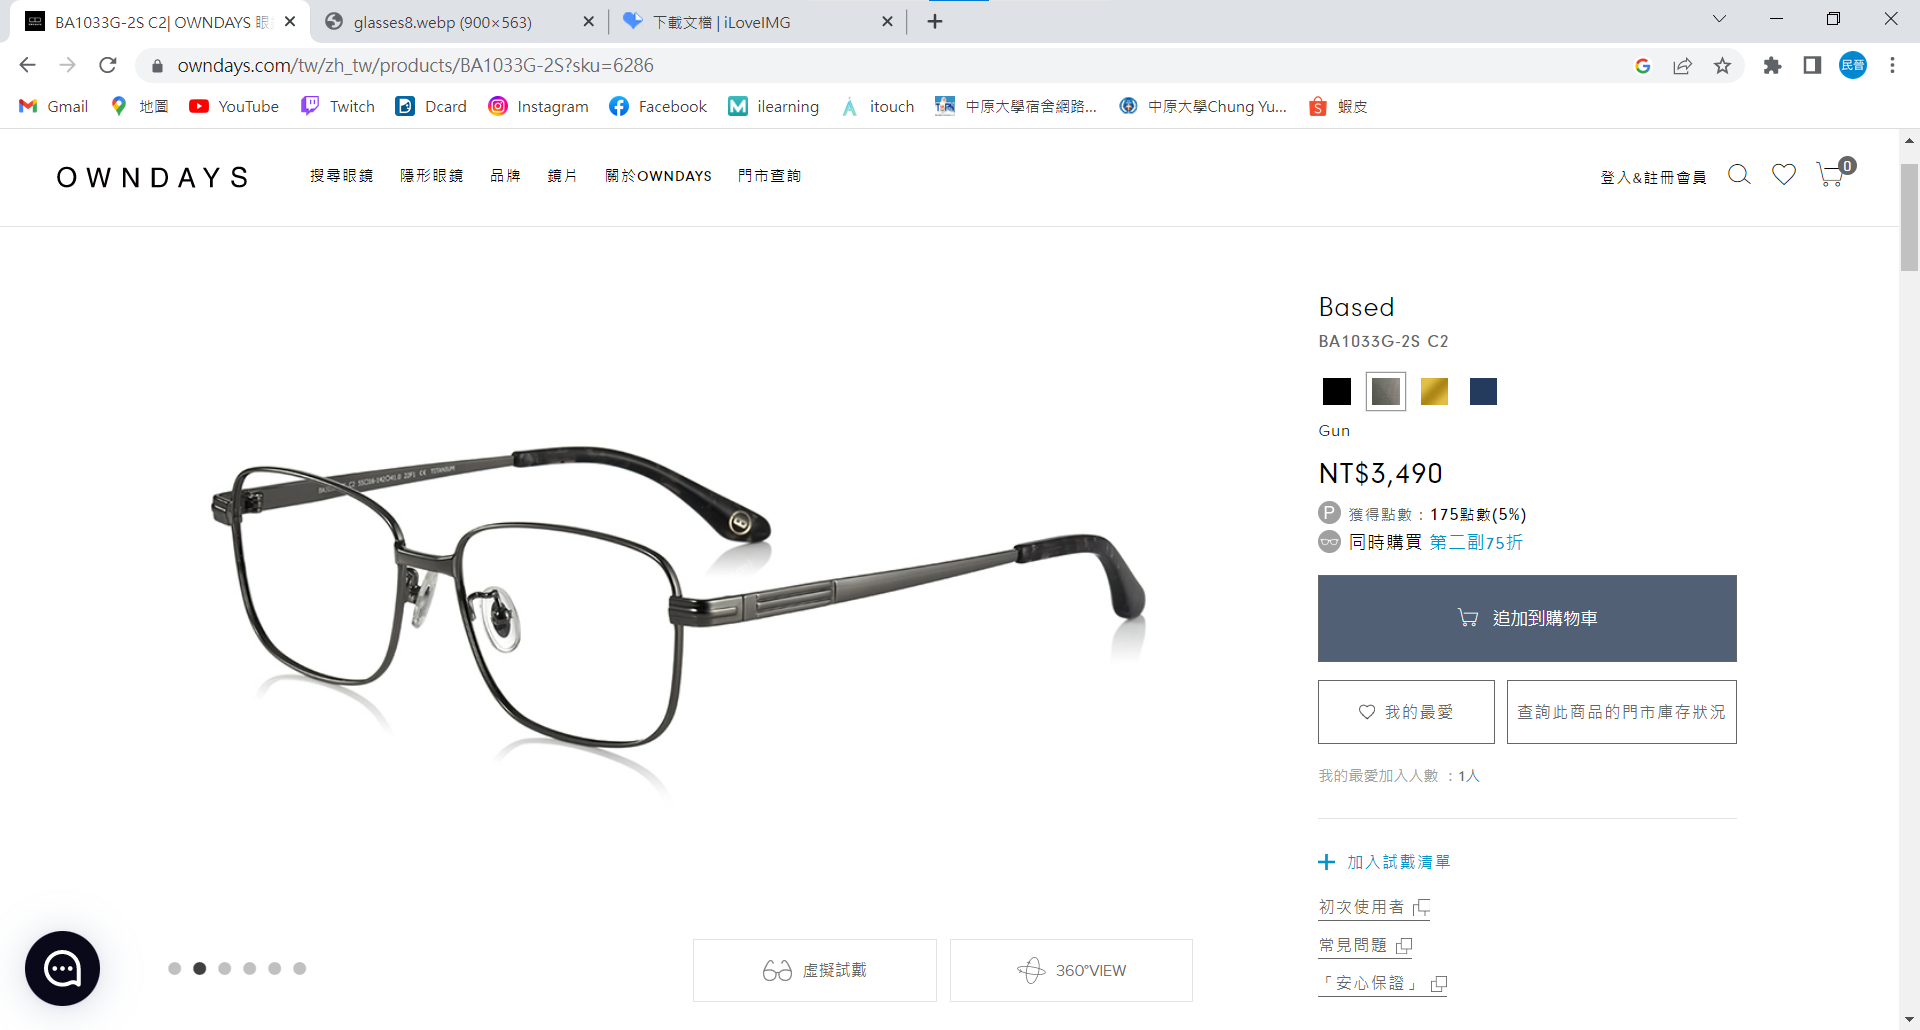 BA1033G-2S C2| OWNDAYS 眼
glasses8.webp (900×563)
下載文檔 | iLoveIMG
owndays.com/tw/zh_tw/products/BA1033G-2S?sku=6286
民晉
Gmail
地圖
YouTube
Twitch
Dcard
Instagram
Facebook
ilearning
itouch
中原大學宿舍網路...
中原大學Chung Yu...
蝦皮
OWNDAYS
搜尋眼鏡
隱形眼鏡
品牌
鏡片
關於OWNDAYS
門市查詢
登入&註冊會員
0
Based
BA1033G-2S C2
Gun
NT$3,490
P 獲得點數：175點數(5%)
同時購買 第二副75折
追加到購物車
我的最愛
查詢此商品的門市庫存狀況
我的最愛加入人數 ：1人
加入試戴清單
初次使用者
常見問題
「安心保證」
虛擬試戴
360°VIEW